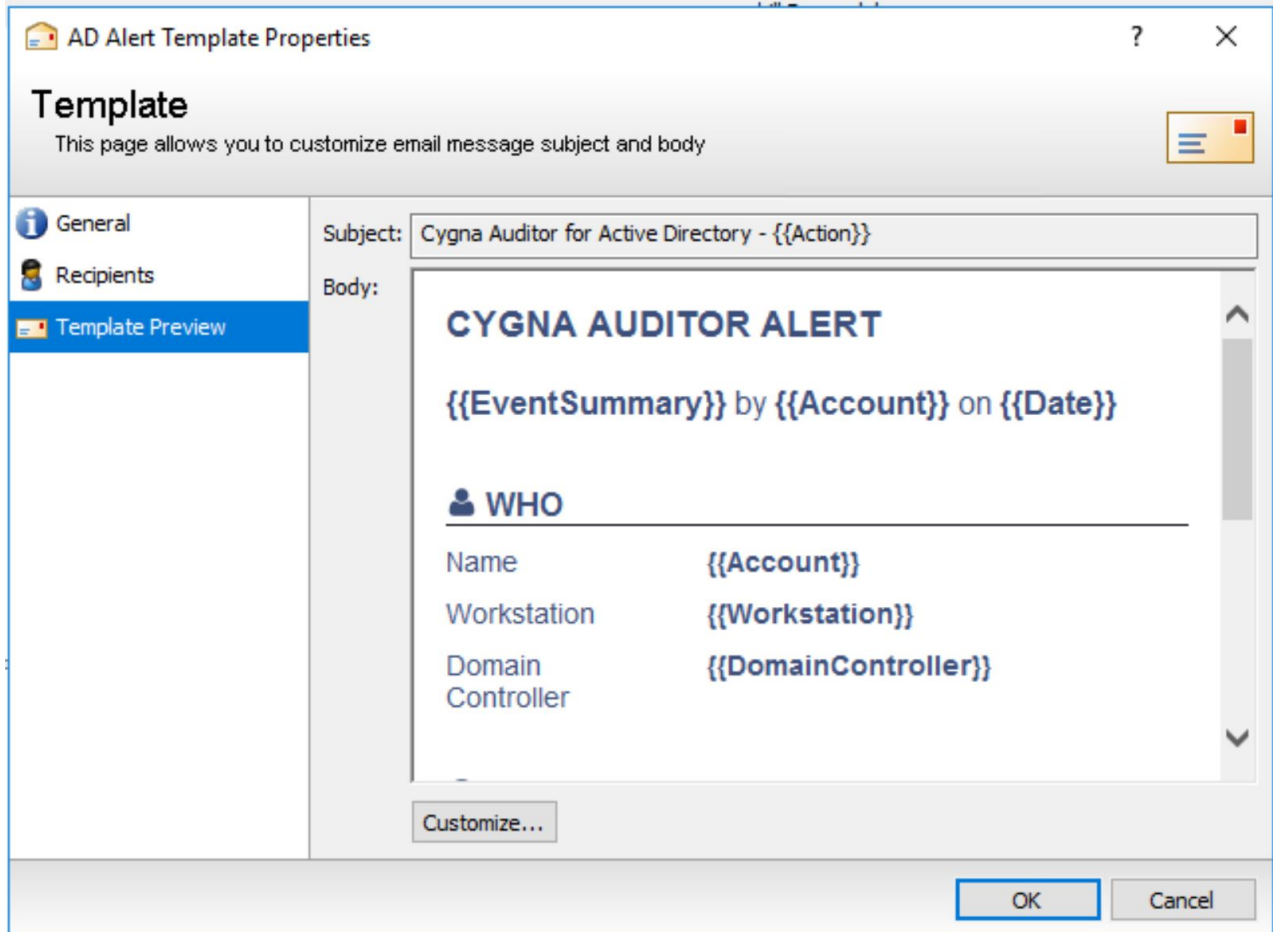 AD Alert Template Properties
?
Template
This page allows you to customize email message subject and body
General
Recipients
Template Preview
Subject: Cygna Auditor for Active Directory - {{Action}}
Body:
CYGNA AUDITOR ALERT
{{EventSummary}} by {{Account}} on {{Date}}
WHO
Name {{Account}}
Workstation {{Workstation}}
Domain {{DomainController}}
Controller
Customize...
OK Cancel